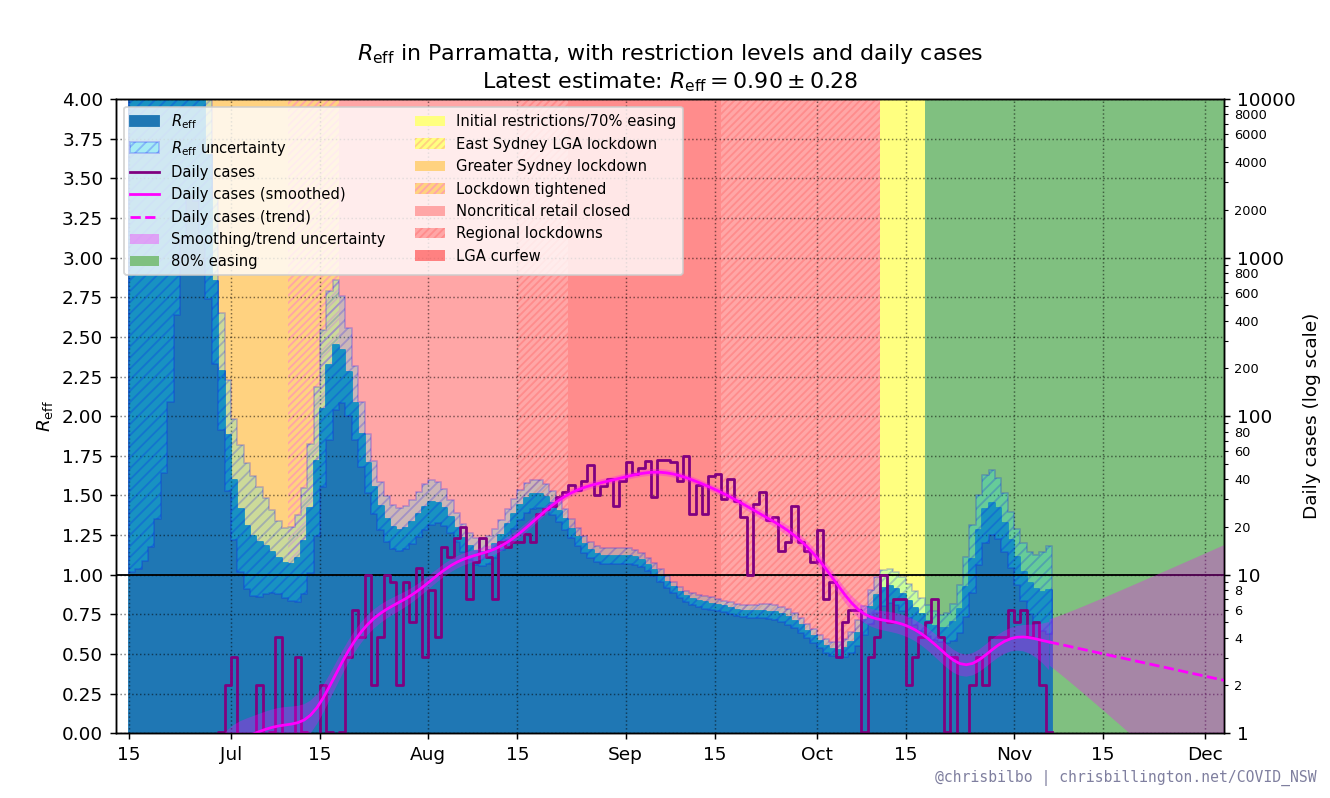 R_eff in Parramatta, with restriction levels and daily cases
Latest estimate: R_eff = 0.90 ± 0.28
R_eff
R_eff uncertainty
Daily cases
Daily cases (smoothed)
Daily cases (trend)
Smoothing/trend uncertainty
80% easing
Initial restrictions/70% easing
East Sydney LGA lockdown
Greater Sydney lockdown
Lockdown tightened
Noncritical retail closed
Regional lockdowns
LGA curfew
R_eff
4.00
3.75
3.50
3.25
3.00
2.75
2.50
2.25
2.00
1.75
1.50
1.25
1.00
0.75
0.50
0.25
0.00
10000
8000
6000
4000
2000
1000
800
600
400
200
100
80
60
40
20
10
8
6
4
2
1
Daily cases (log scale)
15 Jul 15 Aug 15 Sep 15 Oct 15 Nov 15 Dec
@chrisbilbo | chrisbillington.net/COVID_NSW